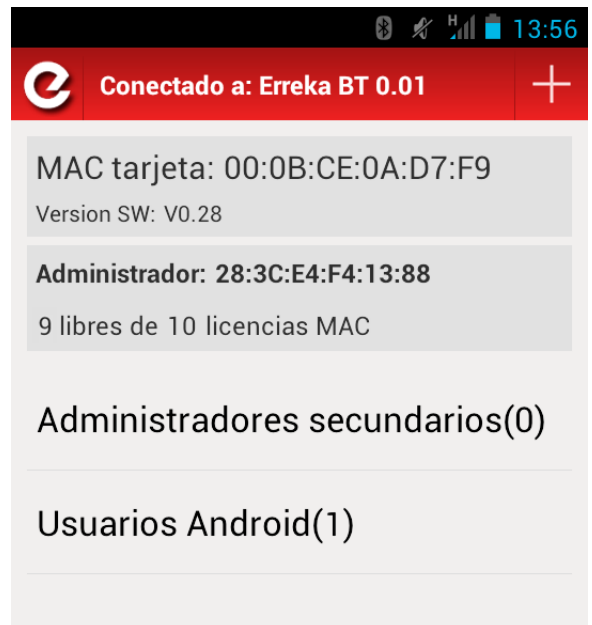 H 13:56
e Conectado a: Erreka BT 0.01 +
MAC tarjeta: 00:0B:CE:0A:D7:F9
Version SW: V0.28
Administrador: 28:3C:E4:F4:13:88
9 libres de 10 licencias MAC
Administradores secundarios(0)
Usuarios Android(1)